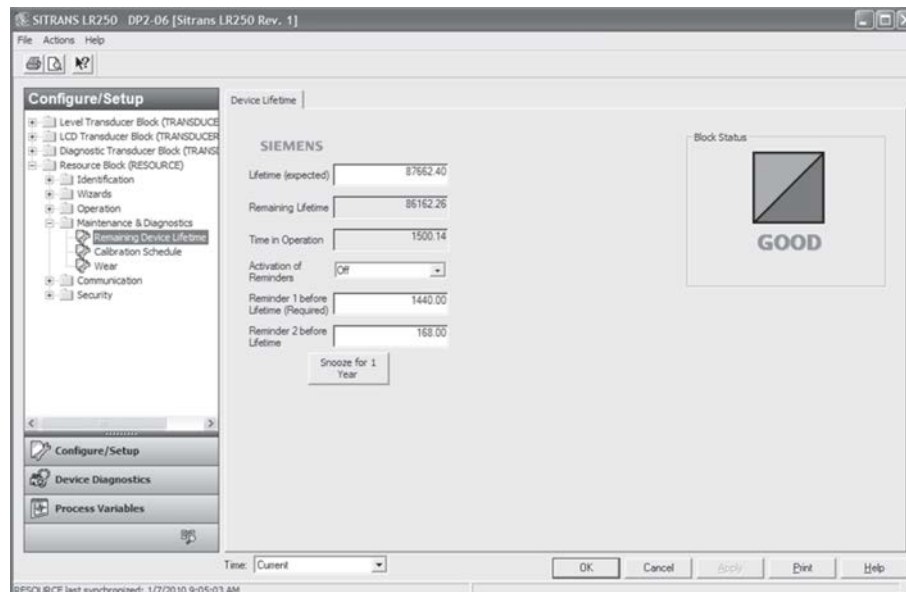 SITRANS LR250 DP2-06 [Sitrans LR250 Rev. 1]
File Actions Help
Configure/Setup
Level Transducer Block (TRANSDUCE
LCD Transducer Block (TRANSDUCER
Diagnostic Transducer Block (TRANSD
Resource Block (RESOURCE)
Identification
Wizards
Operation
Maintenance & Diagnostics
Remaining Device Lifetime
Calibration Schedule
Wear
Communication
Security
Configure/Setup
Device Diagnostics
Process Variables
Device Lifetime
SIEMENS
Lifetime (expected) 87662.40
Remaining Lifetime 86162.26
Time in Operation 1500.14
Activation of
Reminders
Off
Reminder 1 before
Lifetime (Required)
1440.00
Reminder 2 before
Lifetime
168.00
Snooze for 1
Year
Block Status
GOOD
Time: Current
OK Cancel Apply Print Help
RESOURCE last synchronized: 1/7/2010 9:05:03 AM